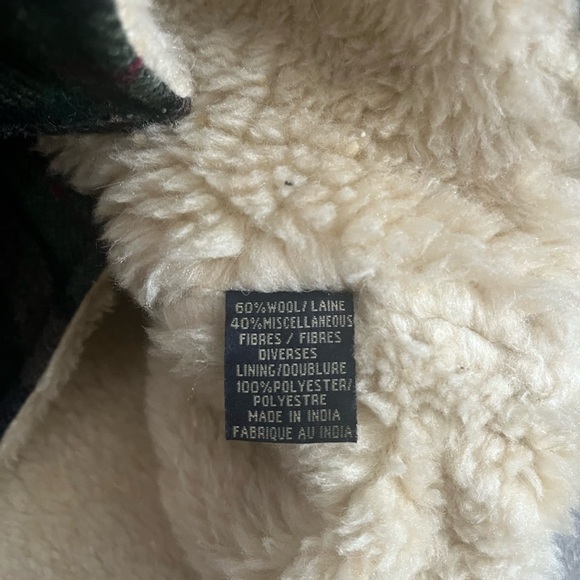 60%WOOL/ LAINE
40%MISCELLANEOUS
FIBRES / FIBRES
DIVERSES
LINING/DOUBLURE
100%POLYESTER/
POLYESTRE
MADE IN INDIA
FABRIQUE AU INDIA